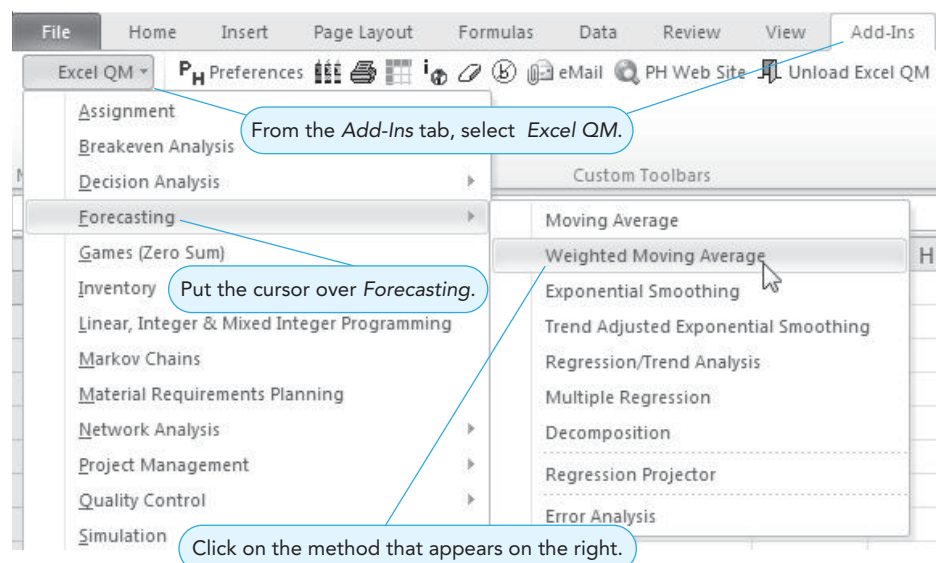 File Home Insert Page Layout Formulas Data Review View Add-Ins
Excel QM PH Preferences eMail PH Web Site Unload Excel QM
Assignment
From the Add-Ins tab, select Excel QM.
Breakeven Analysis
Decision Analysis
Custom Toolbars
Forecasting
Moving Average
Games (Zero Sum)
Weighted Moving Average
H
Inventory
Put the cursor over Forecasting.
Exponential Smoothing
Linear, Integer & Mixed Integer Programming
Trend Adjusted Exponential Smoothing
Markov Chains
Regression/Trend Analysis
Material Requirements Planning
Multiple Regression
Network Analysis
Decomposition
Project Management
Regression Projector
Quality Control
Error Analysis
Simulation
Click on the method that appears on the right.